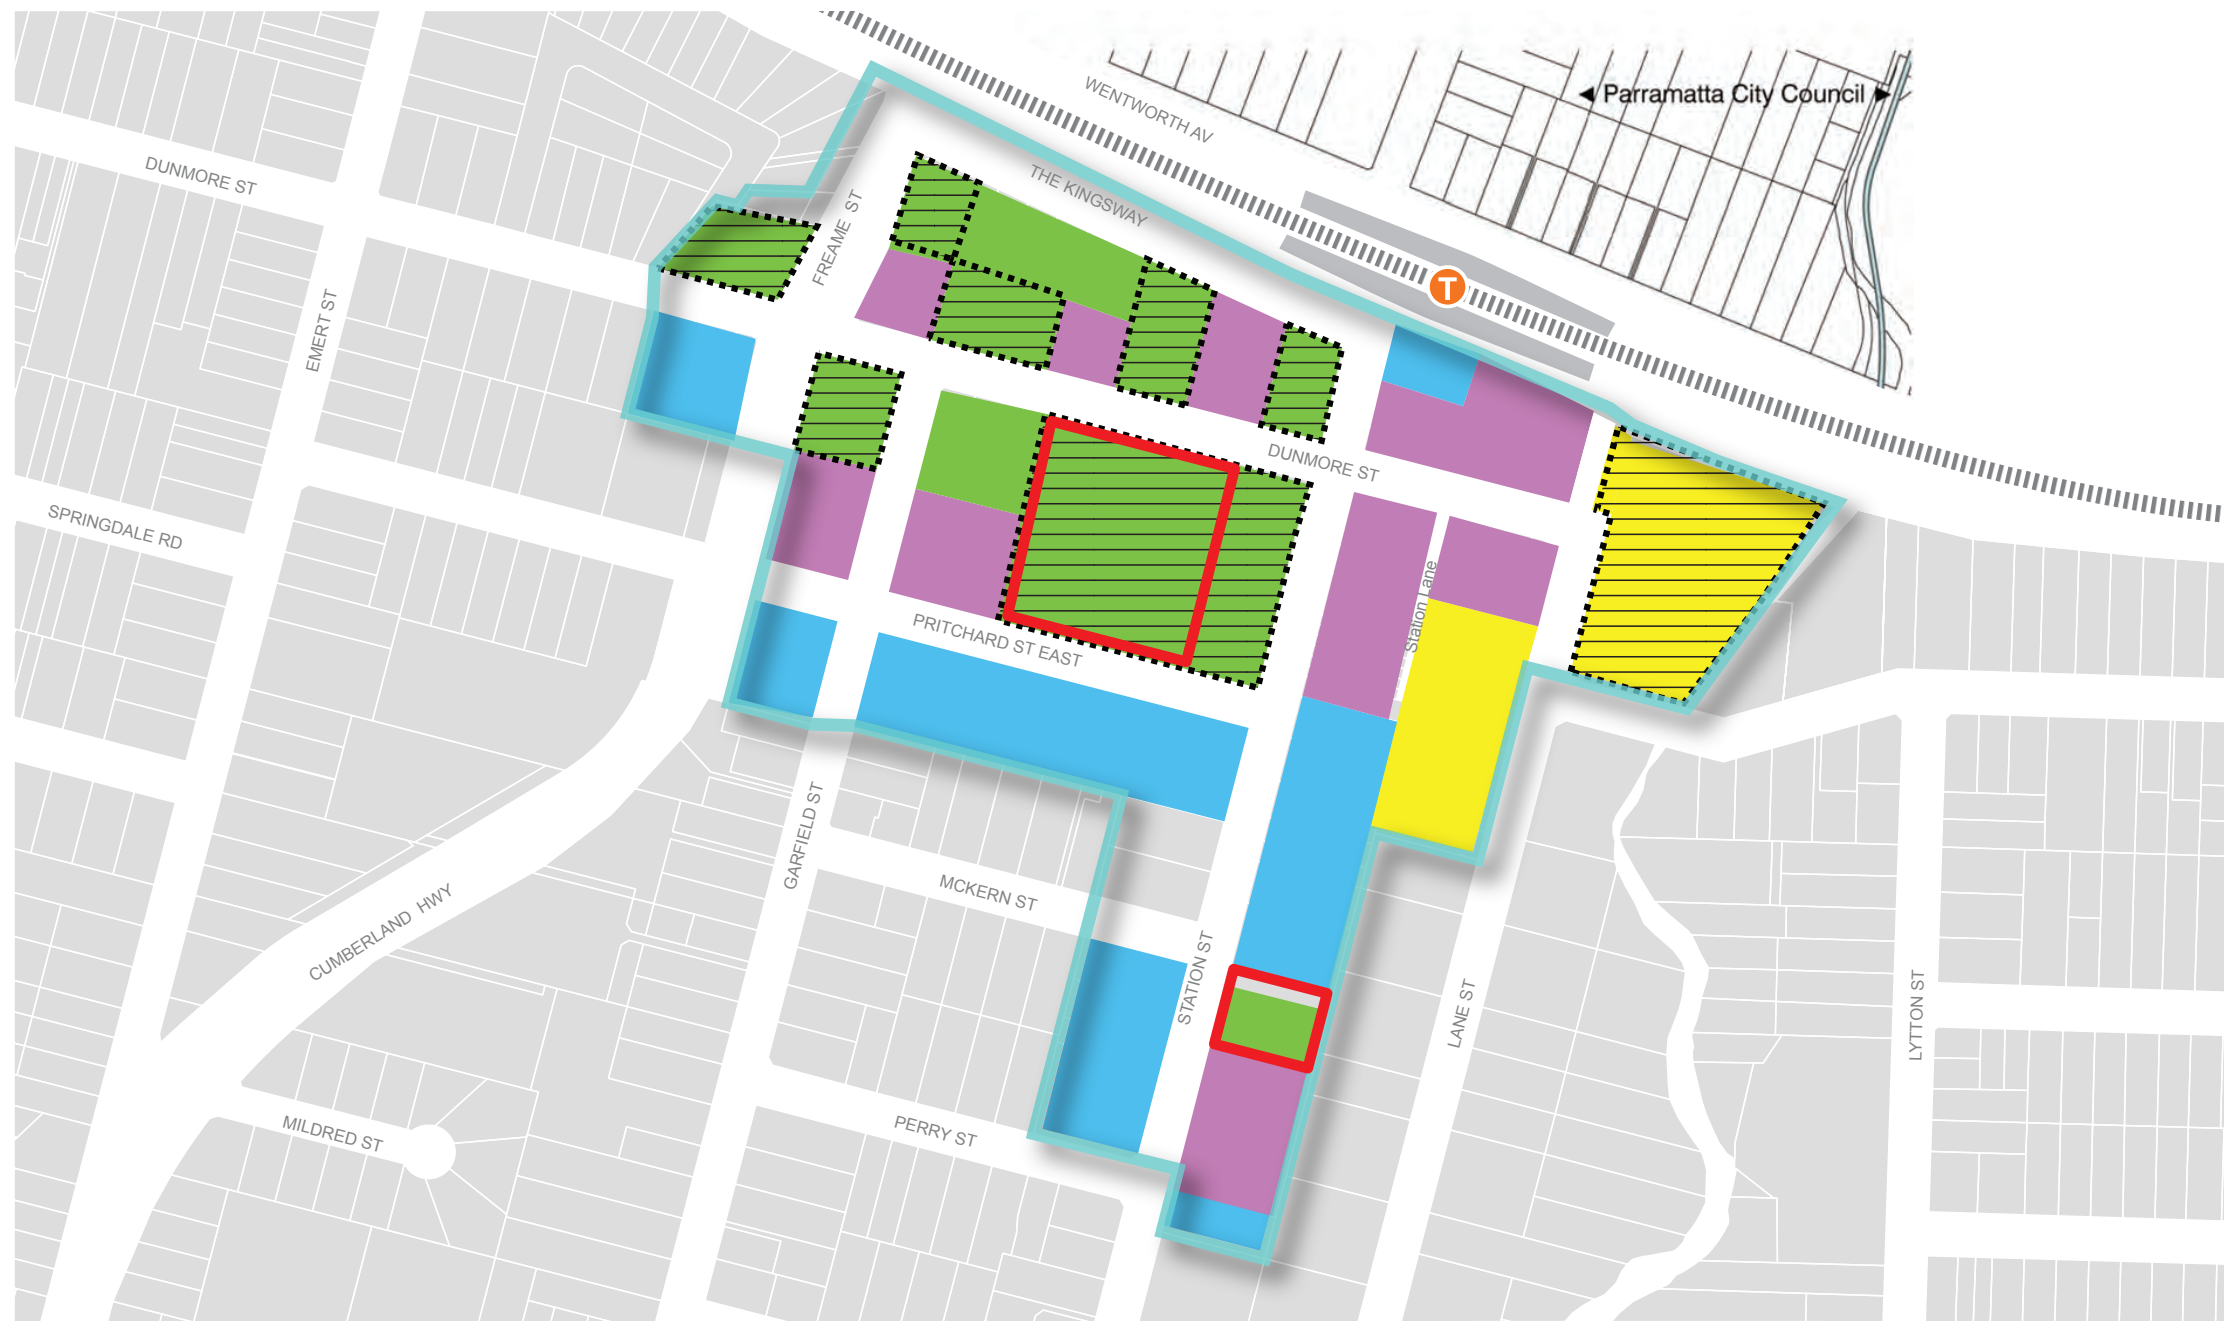 WENTWORTH AV
◄ Parramatta City Council ►
DUNMORE ST
THE KINGSWAY
FREAME ST
T
EMERT ST
DUNMORE ST
SPRINGDALE RD
Station Lane
PRITCHARD ST EAST
GARFIELD ST
MCKERN ST
CUMBERLAND HWY
STATION ST
LANE ST
LYTTON ST
MILDRED ST
PERRY ST